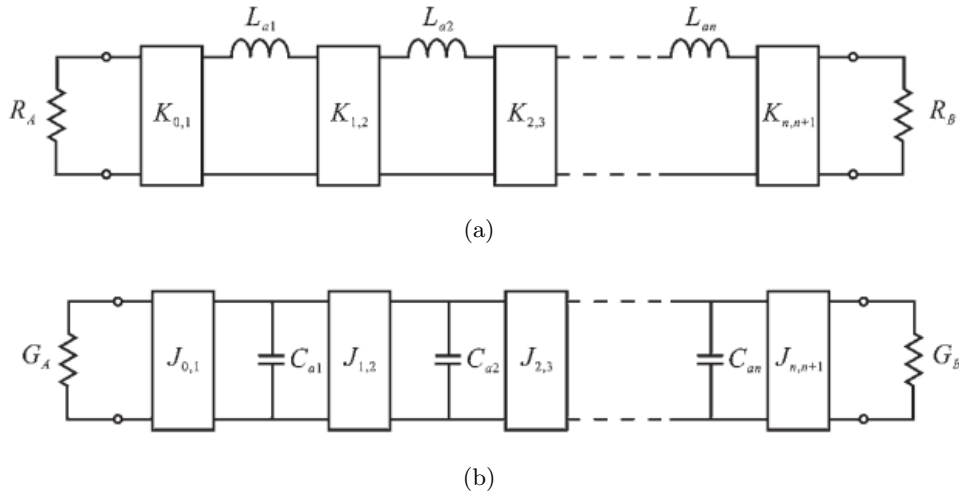 L_{a1} L_{a2} L_{an}
R_A K_{0,1} K_{1,2} K_{2,3} K_{n,n+1} R_B
(a)
G_A J_{0,1} C_{a1} J_{1,2} C_{a2} J_{2,3} C_{an} J_{n,n+1} G_B
(b)